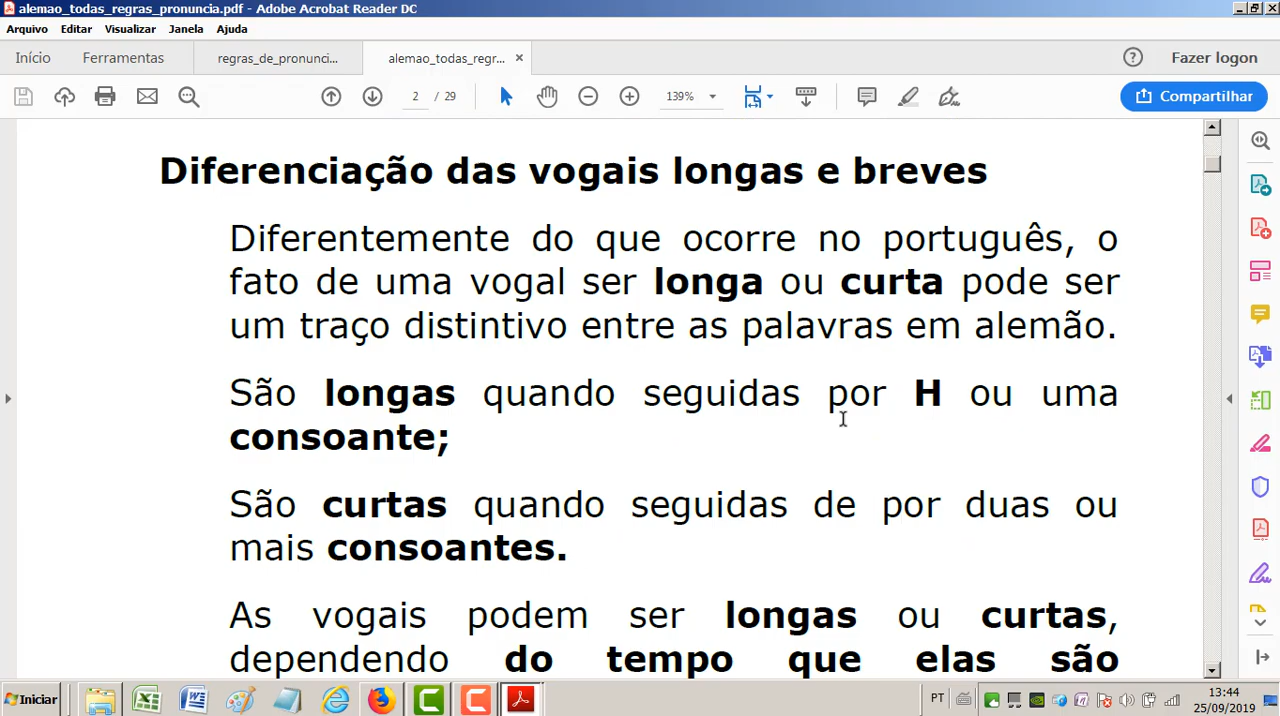 alemao_todas_regras_pronuncia.pdf - Adobe Acrobat Reader DC
Arquivo Editar Visualizar Janela Ajuda
Início Ferramentas regras_de_pronunci... alemao_todas_regr... ×
Fazer logon
2 / 29 139% Compartilhar
Diferenciação das vogais longas e breves
Diferentemente do que ocorre no português, o
fato de uma vogal ser longa ou curta pode ser
um traço distintivo entre as palavras em alemão.
São longas quando seguidas por H ou uma
consoante;
São curtas quando seguidas de por duas ou
mais consoantes.
As vogais podem ser longas ou curtas,
dependendo do tempo que elas são
Iniciar PT 13:44
25/09/2019